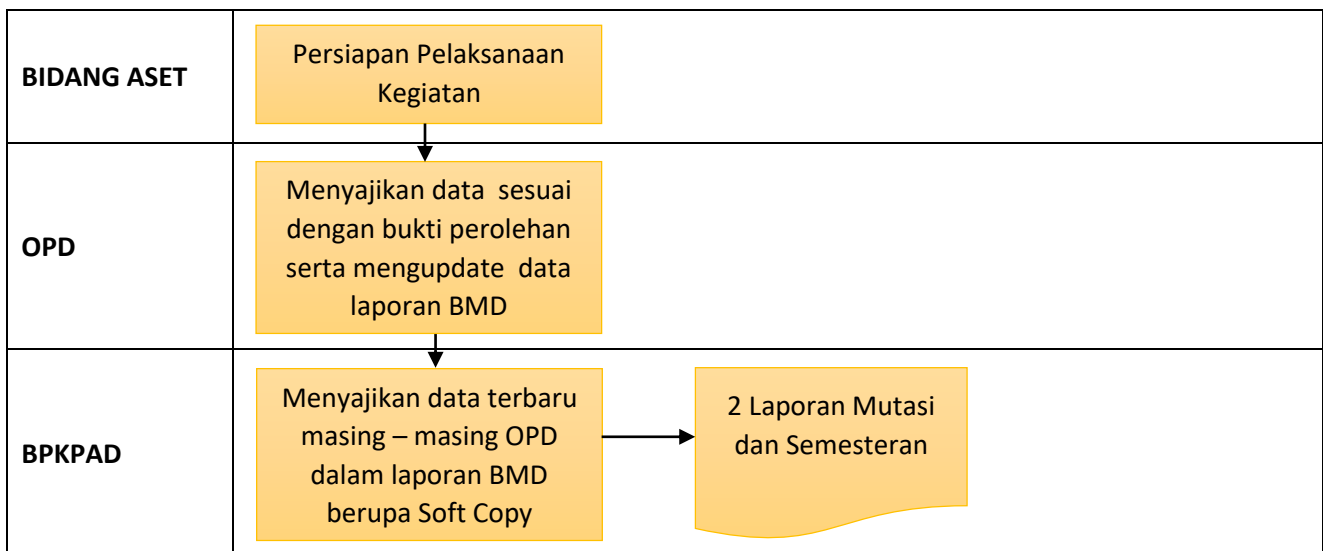 BIDANG ASET
Persiapan Pelaksanaan
Kegiatan
OPD
Menyajikan data sesuai
dengan bukti perolehan
serta mengupdate data
laporan BMD
BPKPAD
Menyajikan data terbaru
masing – masing OPD
dalam laporan BMD
berupa Soft Copy
2 Laporan Mutasi
dan Semesteran